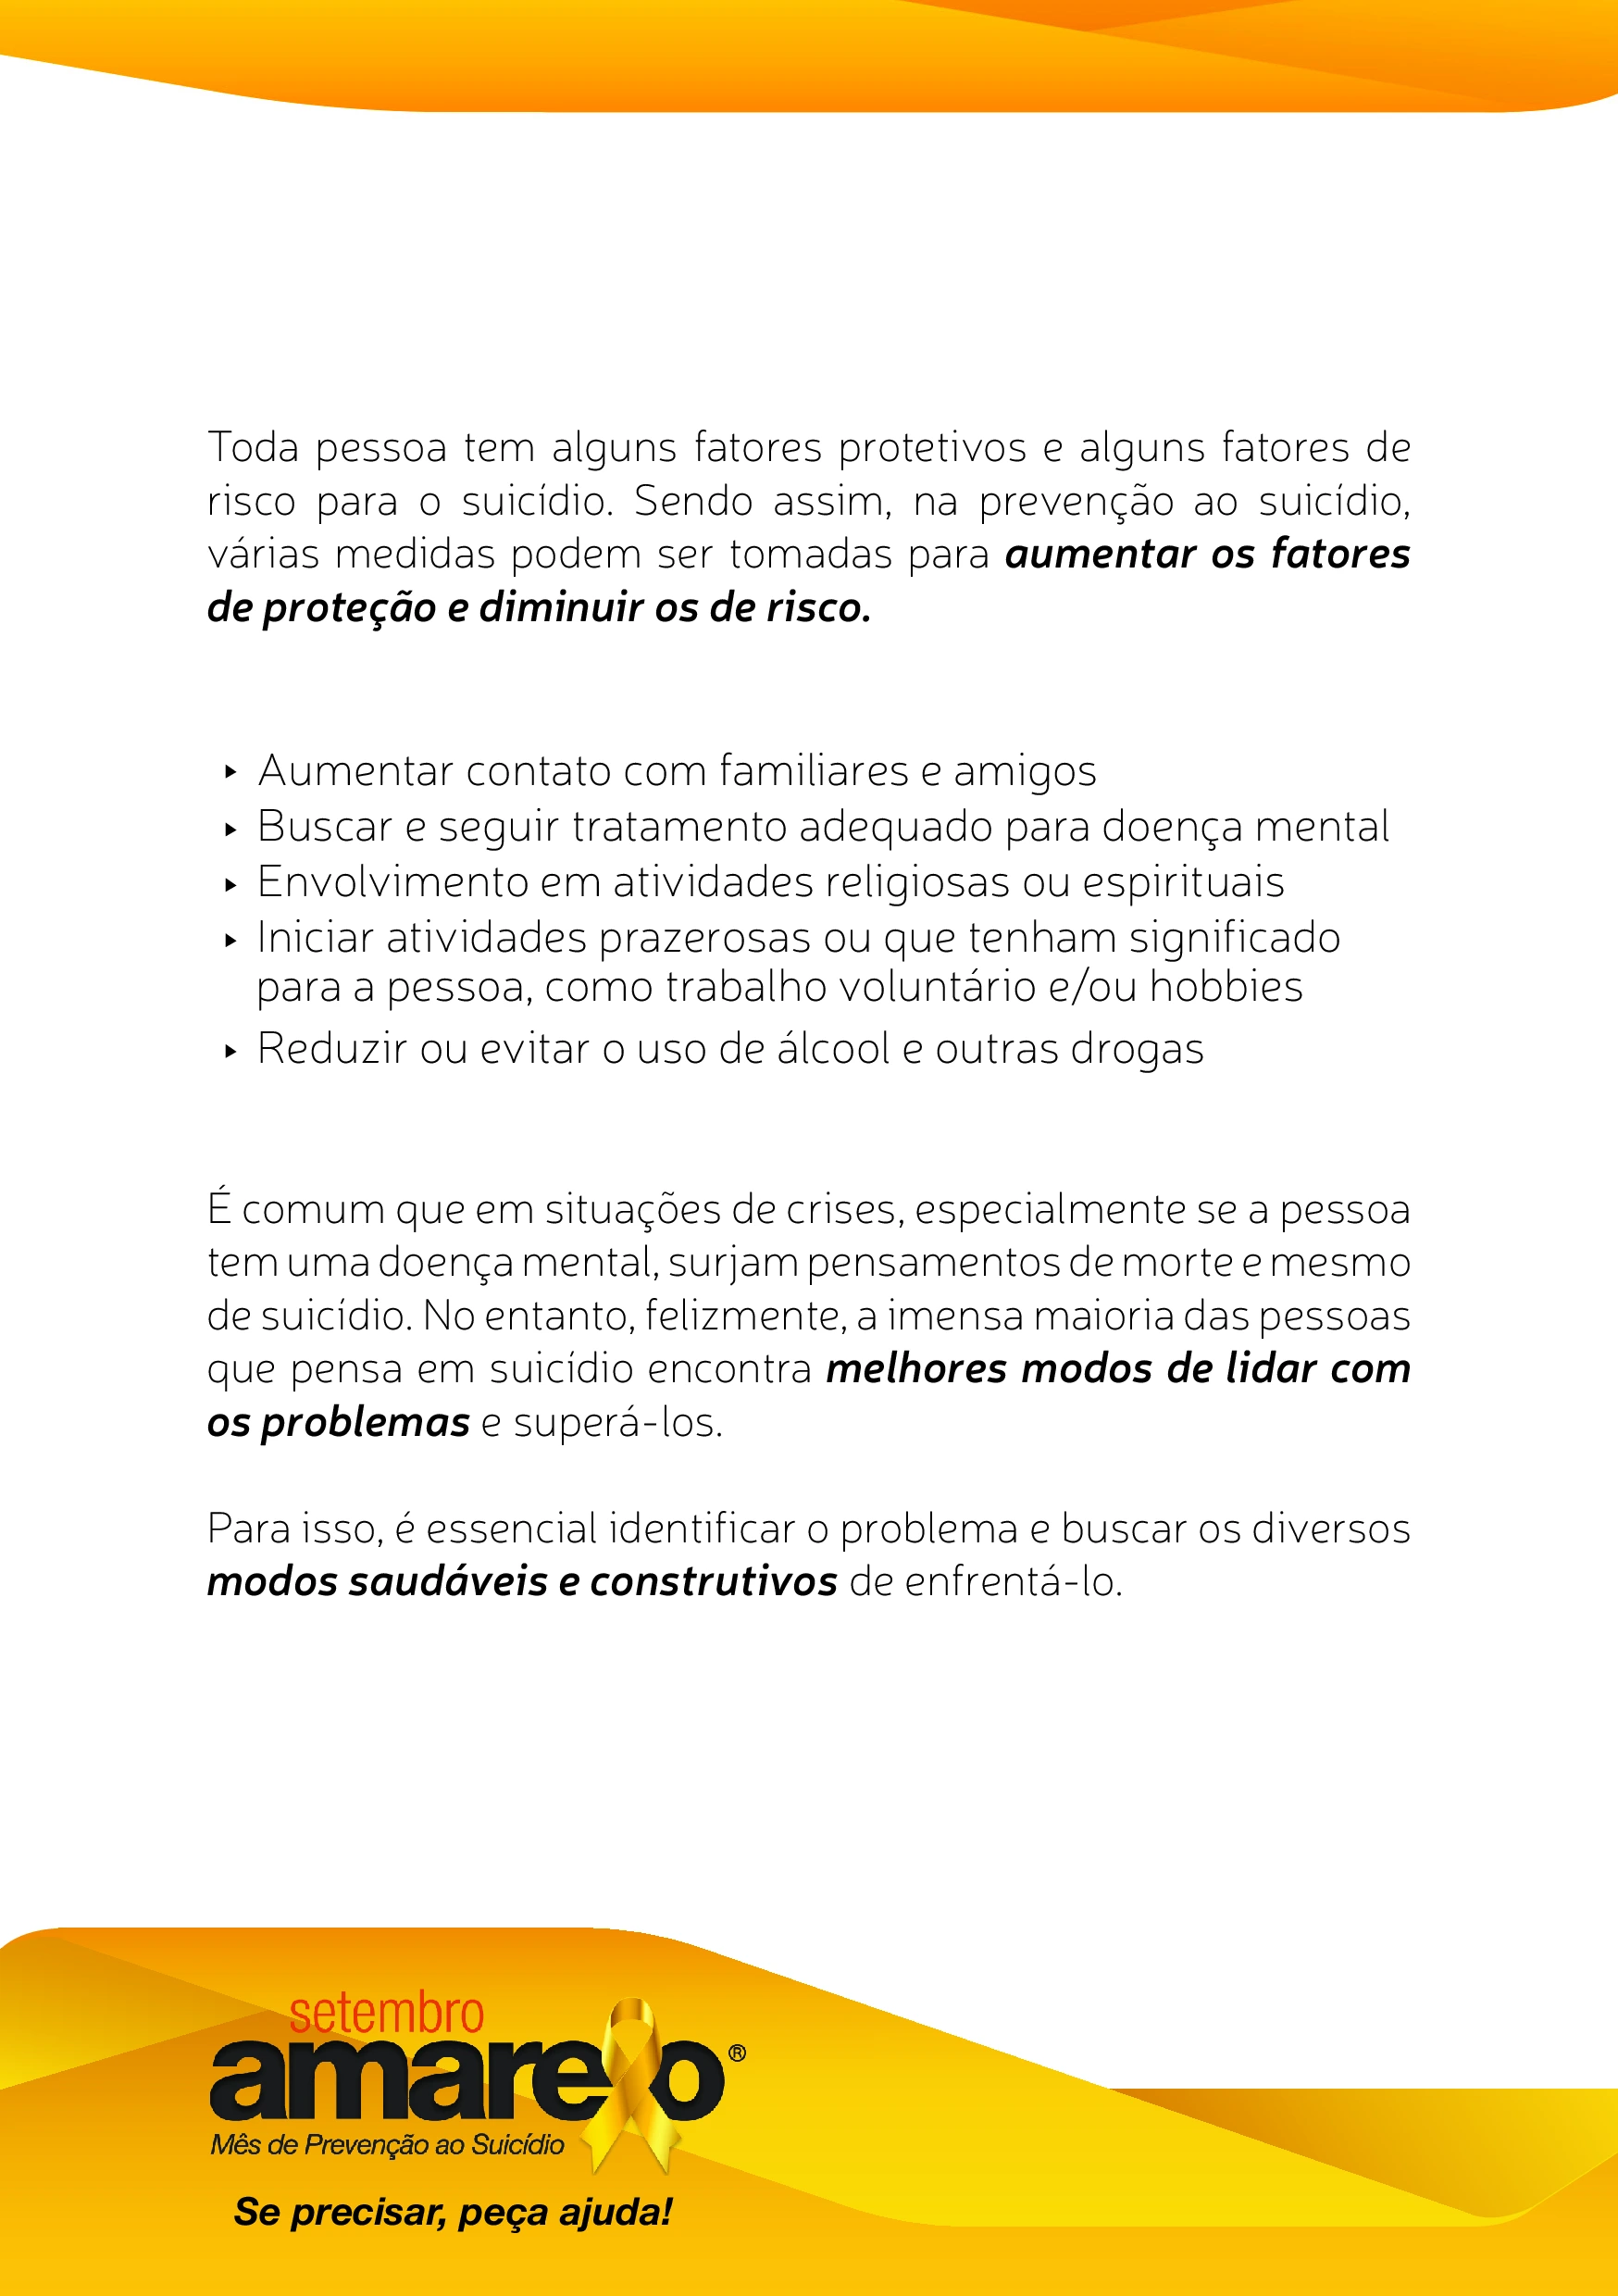 Toda pessoa tem alguns fatores protetivos e alguns fatores de
risco para o suicídio. Sendo assim, na prevenção ao suicídio,
várias medidas podem ser tomadas para aumentar os fatores
de proteção e diminuir os de risco.
‣ Aumentar contato com familiares e amigos
‣ Buscar e seguir tratamento adequado para doença mental
‣ Envolvimento em atividades religiosas ou espirituais
‣ Iniciar atividades prazerosas ou que tenham significado
para a pessoa, como trabalho voluntário e/ou hobbies
‣ Reduzir ou evitar o uso de álcool e outras drogas
É comum que em situações de crises, especialmente se a pessoa
tem uma doença mental, surjam pensamentos de morte e mesmo
de suicídio. No entanto, felizmente, a imensa maioria das pessoas
que pensa em suicídio encontra melhores modos de lidar com
os problemas e superá-los.
Para isso, é essencial identificar o problema e buscar os diversos
modos saudáveis e construtivos de enfrentá-lo.
setembro
amarelo®
Mês de Prevenção ao Suicídio
Se precisar, peça ajuda!